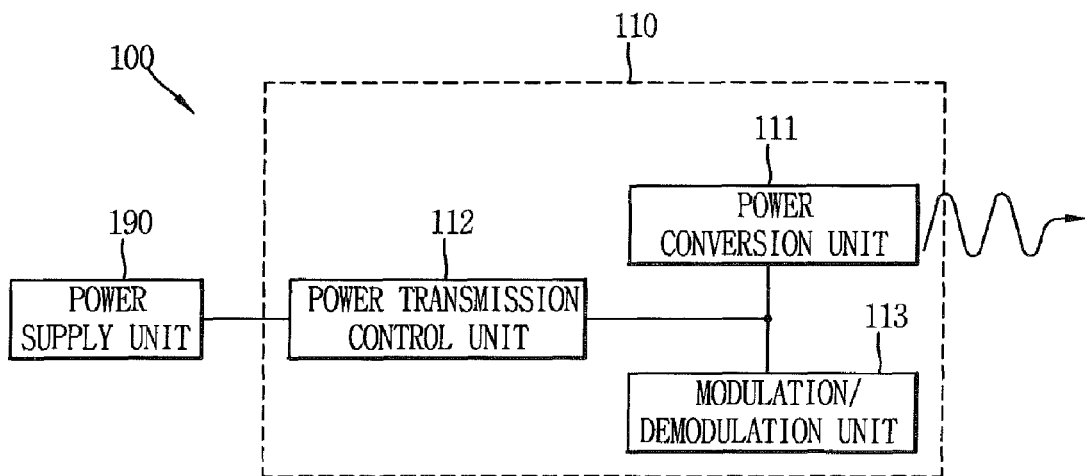 110
100
111
POWER
CONVERSION UNIT
190
112
POWER
SUPPLY UNIT
POWER TRANSMISSION
CONTROL UNIT
113
MODULATION/
DEMODULATION UNIT